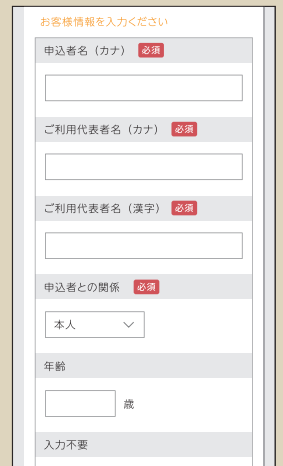 お客様情報を入力ください
申込者名（カナ） 必須
ご利用代表者名（カナ） 必須
ご利用代表者名（漢字） 必須
申込者との関係 必須
本人
年齢
歳
入力不要